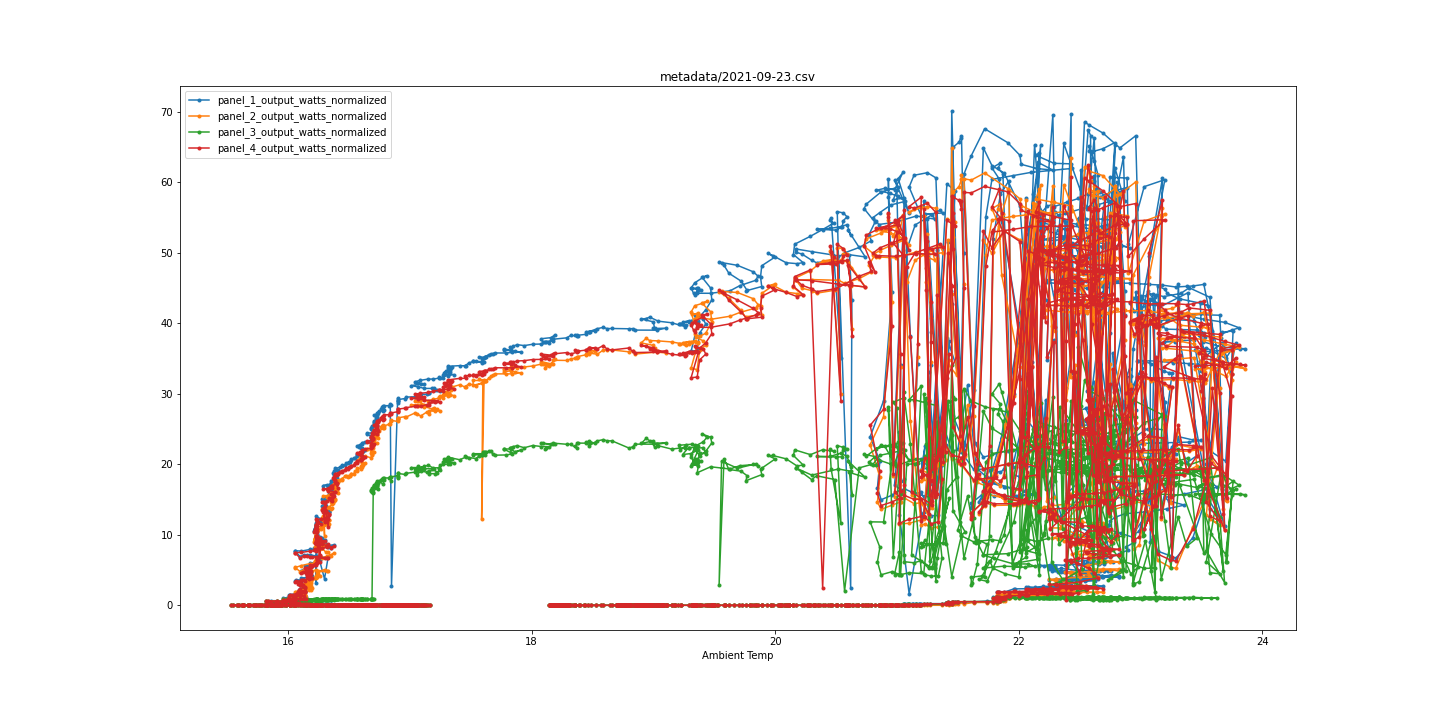 metadata/2021-09-23.csv
panel_1_output_watts_normalized
panel_2_output_watts_normalized
panel_3_output_watts_normalized
panel_4_output_watts_normalized
70
60
50
40
30
20
10
0
16 18 20 22 24
Ambient Temp